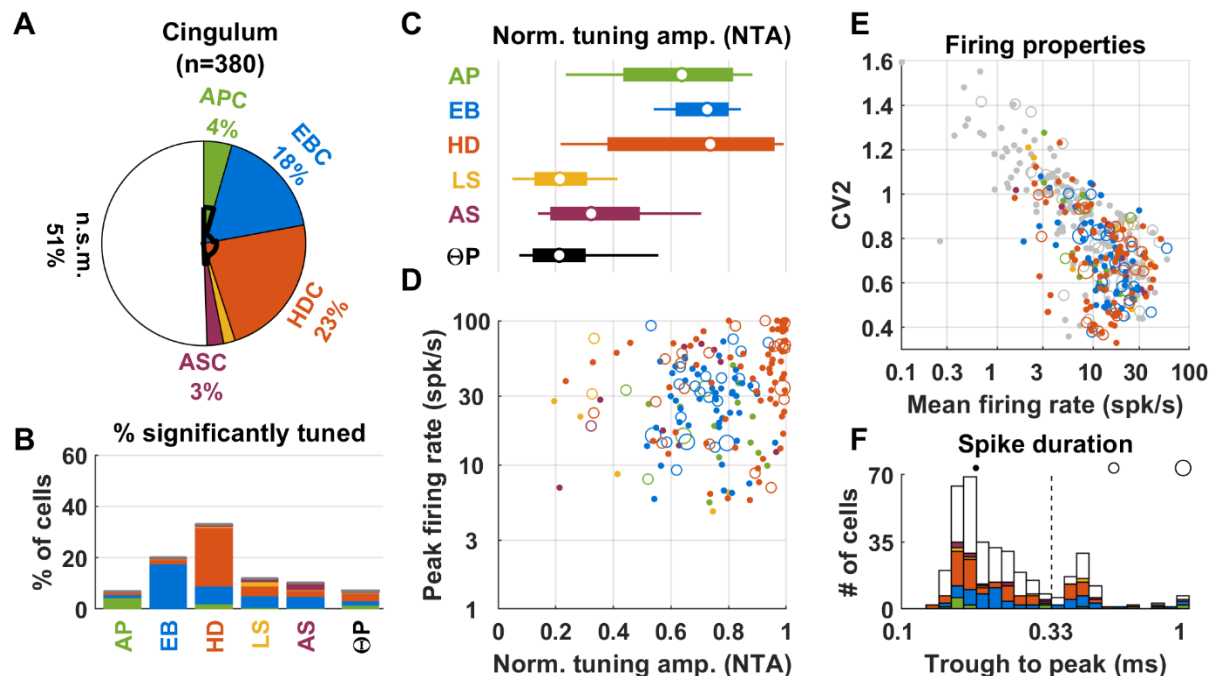 A
Cingulum
(n=380)
APC
4%
EBC
18%
HDC
23%
ASC
3%
n.s.m.
51%
B
% significantly tuned
% of cells
60
40
20
0
AP
EB
HD
LS
AS
ΘP
C
Norm. tuning amp. (NTA)
AP
EB
HD
LS
AS
ΘP
D
Peak firing rate (spk/s)
100
30
10
3
1
0 0.2 0.4 0.6 0.8 1
Norm. tuning amp. (NTA)
E
Firing properties
CV2
1.6
1.4
1.2
1
0.8
0.6
0.4
0.1 0.3 1 3 10 30 100
Mean firing rate (spk/s)
F
Spike duration
# of cells
70
35
0
0.1 0.33 1
Trough to peak (ms)